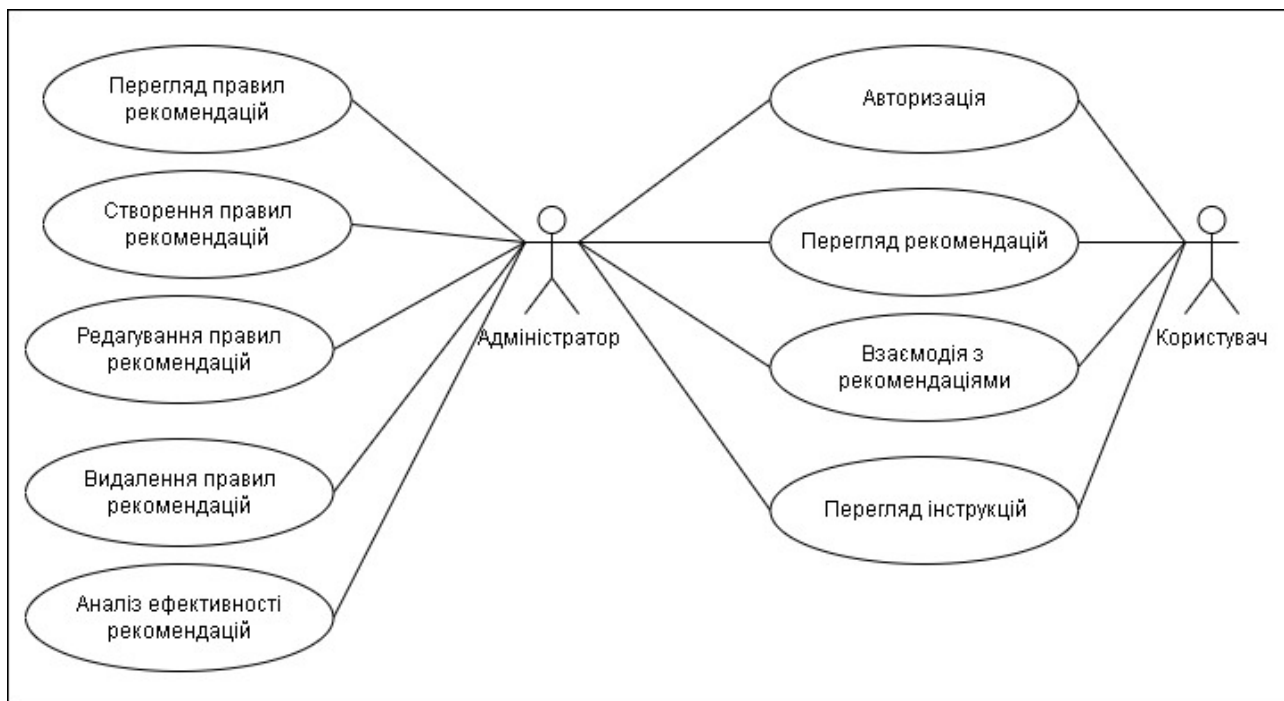 Перегляд правил
рекомендацій
Створення правил
рекомендацій
Редагування правил
рекомендацій
Видалення правил
рекомендацій
Аналіз ефективності
рекомендацій
Адміністратор
Авторизація
Перегляд рекомендацій
Взаємодія з
рекомендаціями
Перегляд інструкцій
Користувач